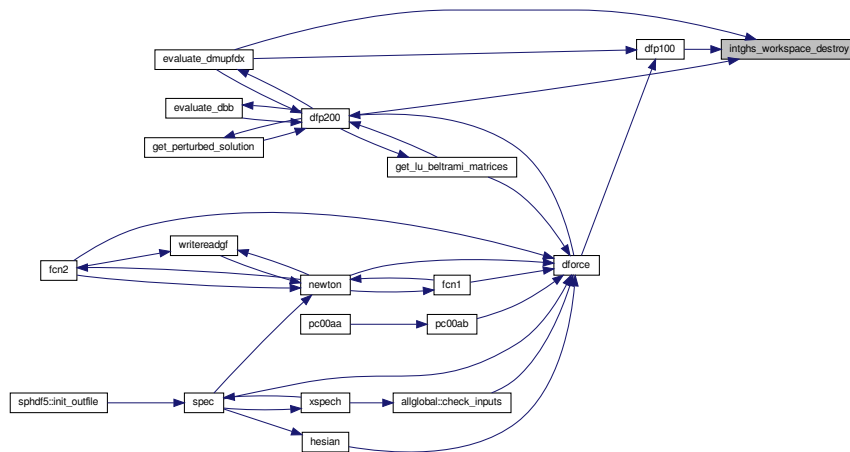 intghs_workspace_destroy
dfp100
evaluate_dmupfdx
evaluate_dbb
dfp200
get_perturbed_solution
get_lu_beltrami_matrices
writereadgf
fcn2
dforce
newton
fcn1
pc00aa
pc00ab
sphdf5::init_outfile
spec
xspech
allglobal::check_inputs
hesian